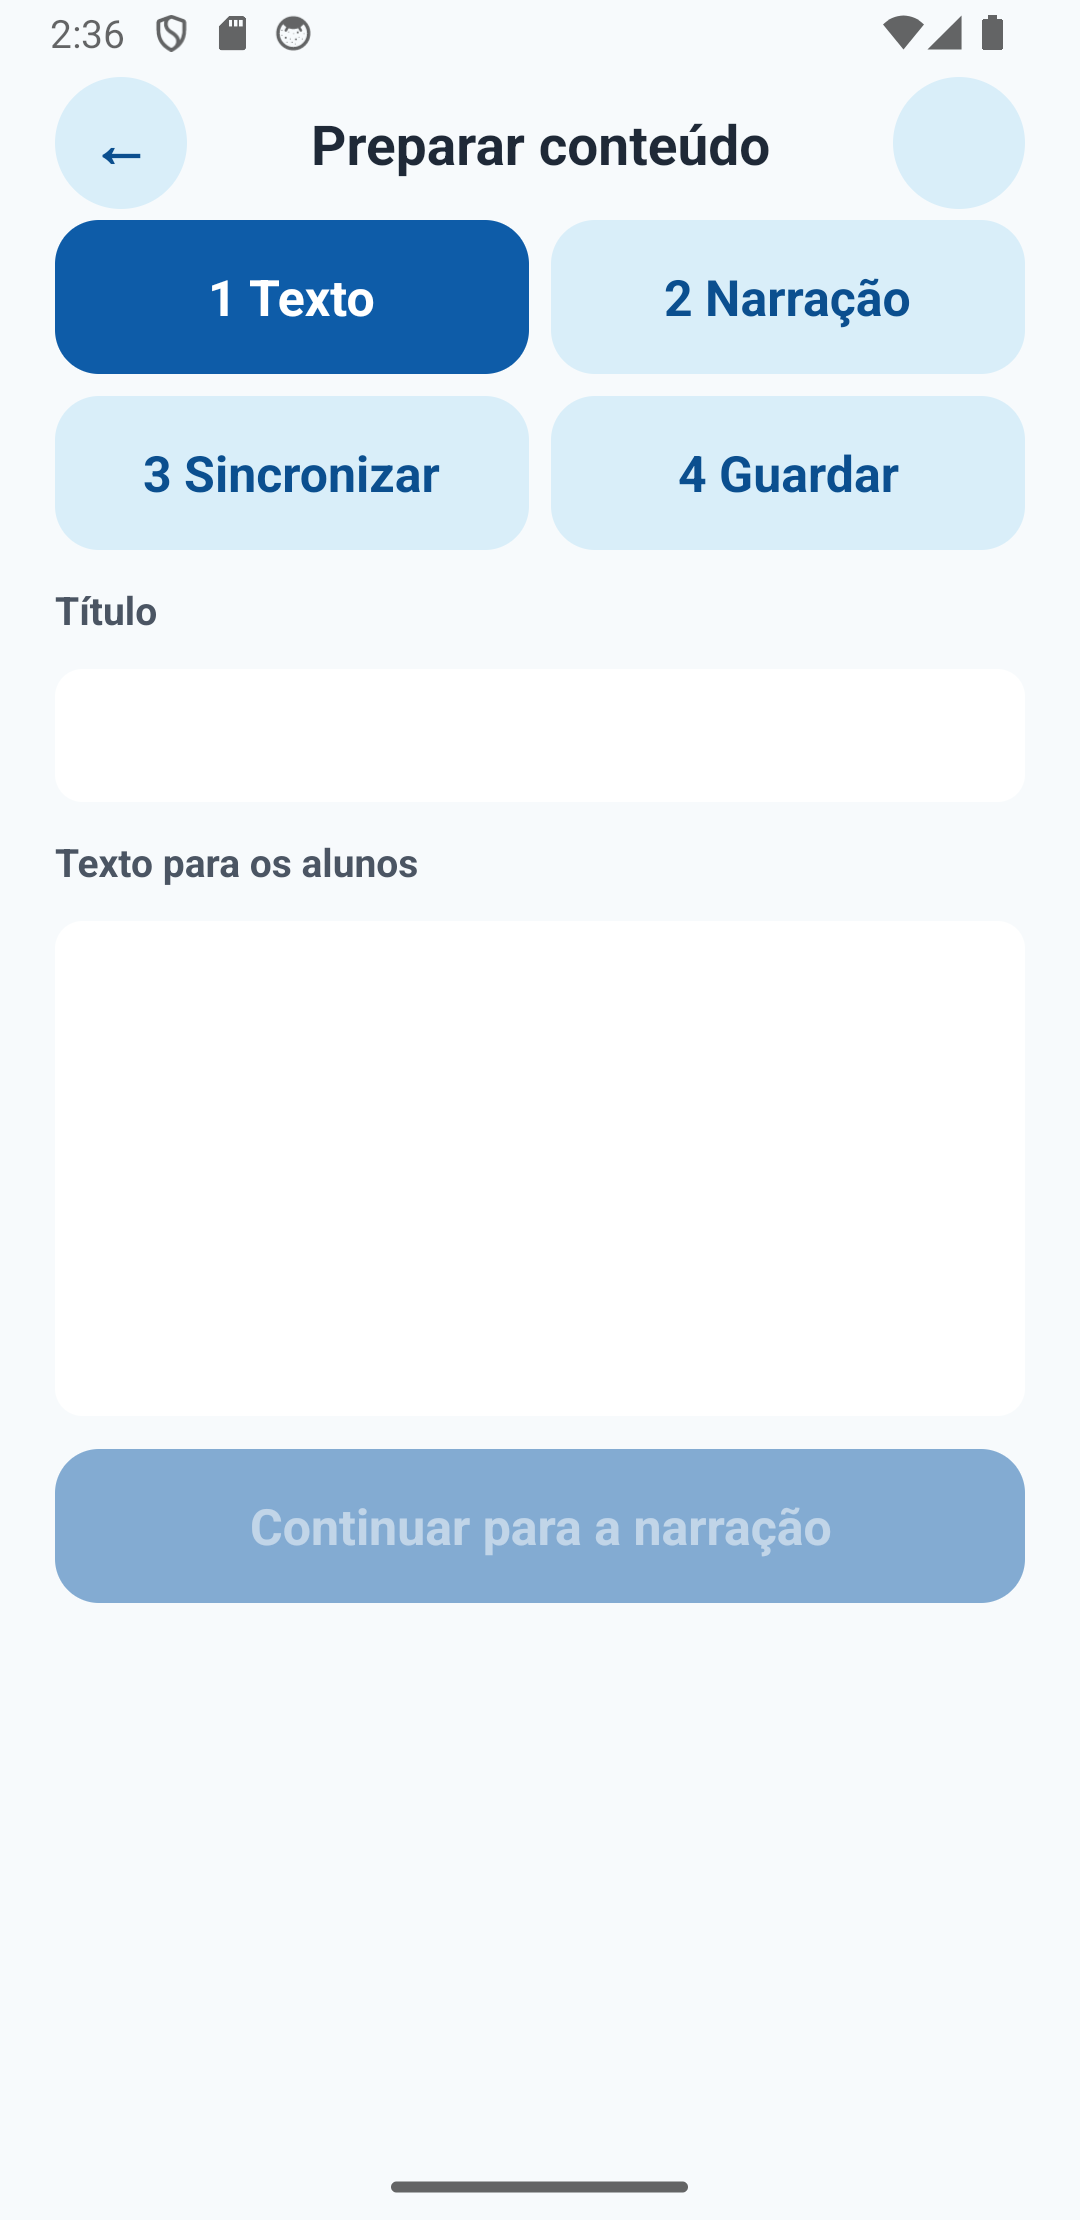 2:36
←
Preparar conteúdo
1 Texto
2 Narração
3 Sincronizar
4 Guardar
Título
Texto para os alunos
Continuar para a narração